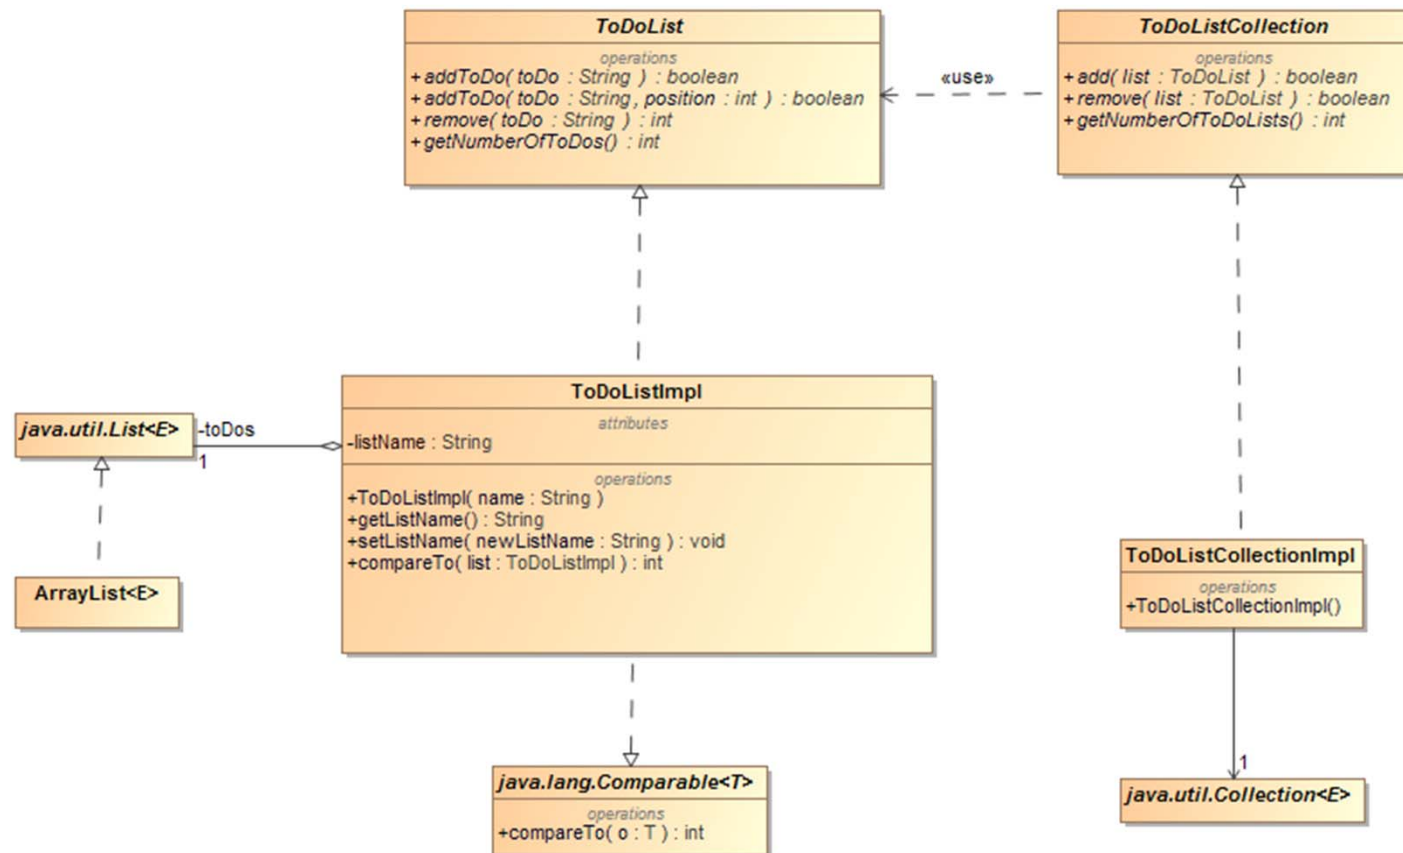 ToDoList
operations
+addToDo( toDo : String ) : boolean
+addToDo( toDo : String, position : int ) : boolean
+remove( toDo : String ) : int
+getNumberOfToDos() : int
«use»
ToDoListCollection
operations
+add( list : ToDoList ) : boolean
+remove( list : ToDoList ) : boolean
+getNumberOfToDoLists() : int
java.util.List<E>
-toDos
1
ArrayList<E>
ToDoListImpl
attributes
-listName : String
operations
+ToDoListImpl( name : String )
+getListName() : String
+setListName( newListName : String ) : void
+compareTo( list : ToDoListImpl ) : int
ToDoListCollectionImpl
operations
+ToDoListCollectionImpl()
java.lang.Comparable<T>
operations
+compareTo( o : T ) : int
1
java.util.Collection<E>